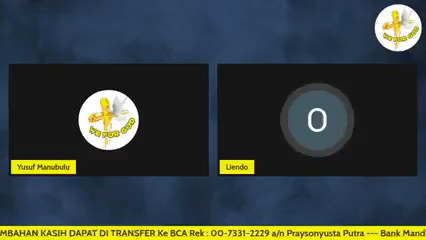 WE FOR GOD
WE FOR GOD
O
Yusuf Manubulu
Liendo
MBAHAN KASIH DAPAT DI TRANSFER Ke BCA Rek : 00-7331-2229 a/n Praysonyusta Putra --- Bank Mand